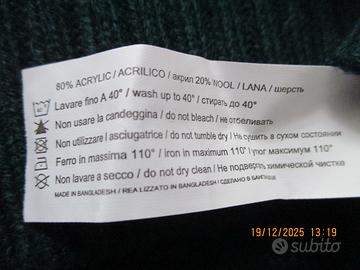 80% ACRYLIC / ACRILICO / акрил 20% WOOL / LANA / шерсть
Lavare fino A 40° / wash up to 40° / стирать до 40°
Non usare la candeggina / do not bleach / не отбеливать
Non utilizzare l asciugatrice / do not tumble dry / Не сушить в сухом состоянии
Ferro in massima 110° / iron in maximum 110° / утюг максимум 110°
Non lavare a secco / do not dry clean / Не подвергать химической чистке
MADE IN BANGLADESH / REALIZZATO IN BANGLADESH / СДЕЛАНО В БАНГЛАДЕШ
19/12/2025 13:19
subito